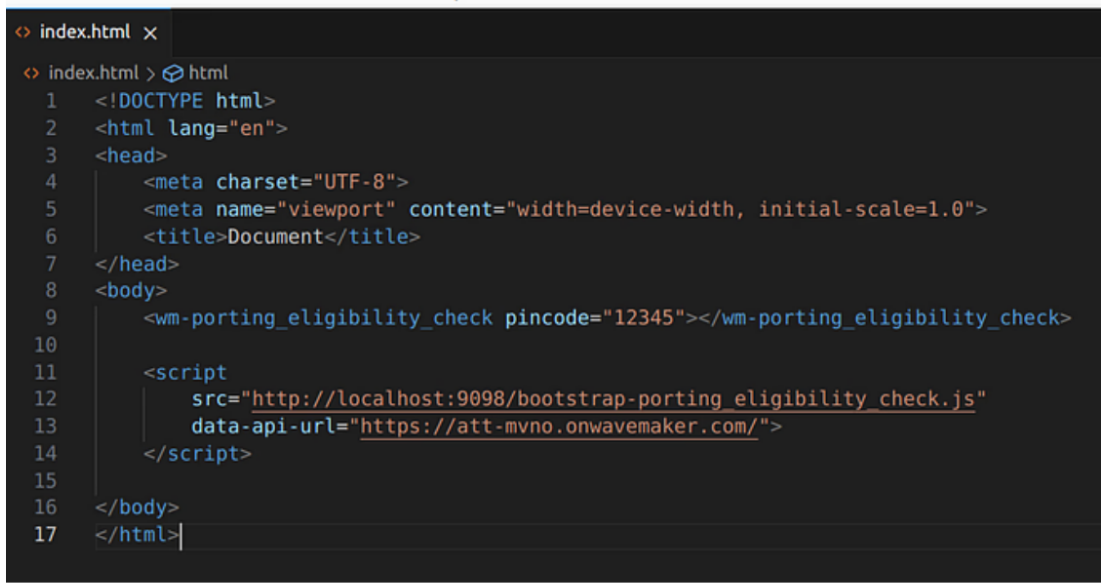 index.html ×
index.html > html
1 <!DOCTYPE html>
2 <html lang="en">
3 <head>
4     <meta charset="UTF-8">
5     <meta name="viewport" content="width=device-width, initial-scale=1.0">
6     <title>Document</title>
7 </head>
8 <body>
9     <wm-porting_eligibility_check pincode="12345"></wm-porting_eligibility_check>
10
11     <script
12         src="http://localhost:9098/bootstrap-porting_eligibility_check.js"
13         data-api-url="https://att-mvno.onwavemaker.com/">
14     </script>
15
16 </body>
17 </html>